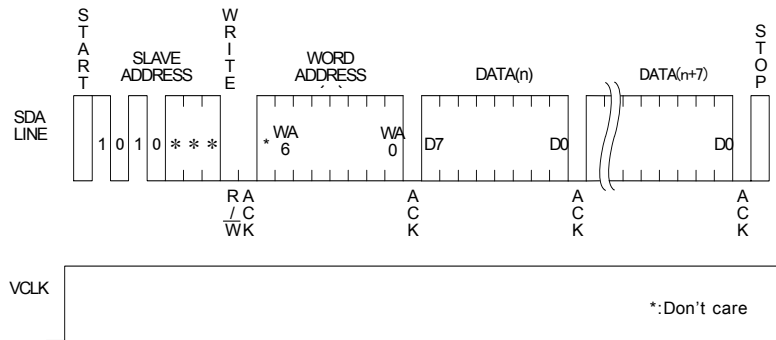 START
SLAVE
ADDRESS
WRITE
WORD
ADDRESS
DATA(n)
DATA(n+7)
STOP
SDA
LINE
1 0 1 0 * * *
* WA
6
WA
0
D7
D0
D0
R/W
ACK
ACK
ACK
ACK
VCLK
*:Don't care